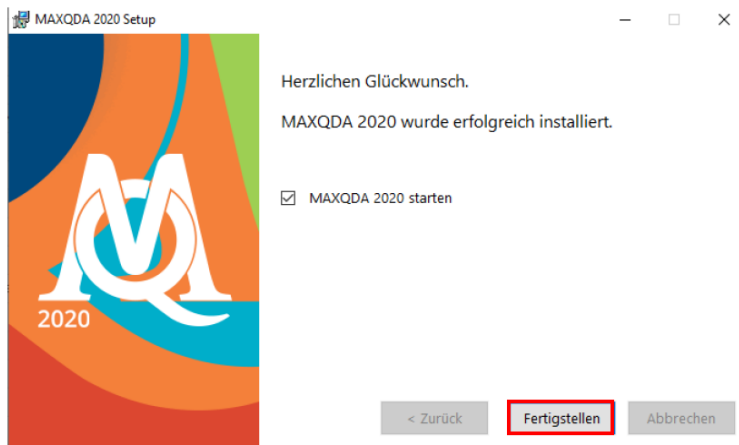 MAXQDA 2020 Setup
Herzlichen Glückwunsch.
MAXQDA 2020 wurde erfolgreich installiert.
MAXQDA 2020 starten
2020
< Zurück
Fertigstellen
Abbrechen